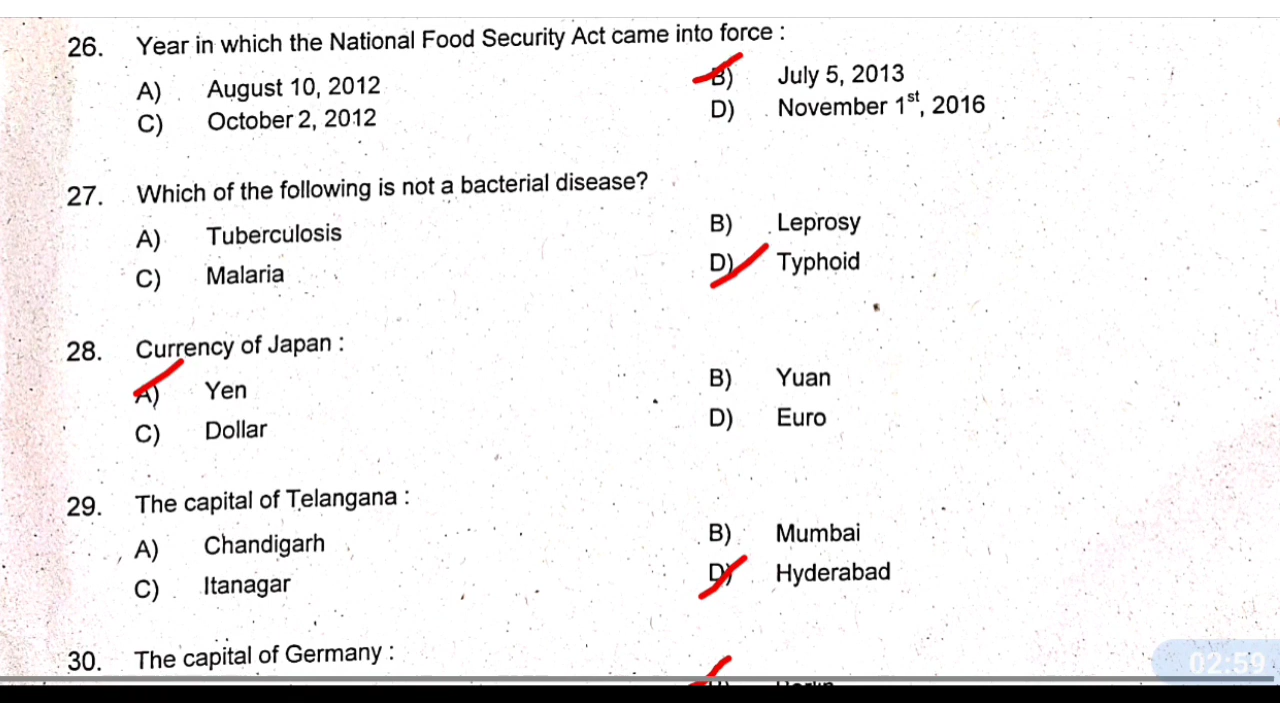 26. Year in which the National Food Security Act came into force :
A) August 10, 2012 B) July 5, 2013
C) October 2, 2012 D) November 1st, 2016
27. Which of the following is not a bacterial disease?
A) Tuberculosis B) Leprosy
C) Malaria D) Typhoid
28. Currency of Japan :
A) Yen B) Yuan
C) Dollar D) Euro
29. The capital of Telangana :
A) Chandigarh B) Mumbai
C) Itanagar D) Hyderabad
30. The capital of Germany :
02:59